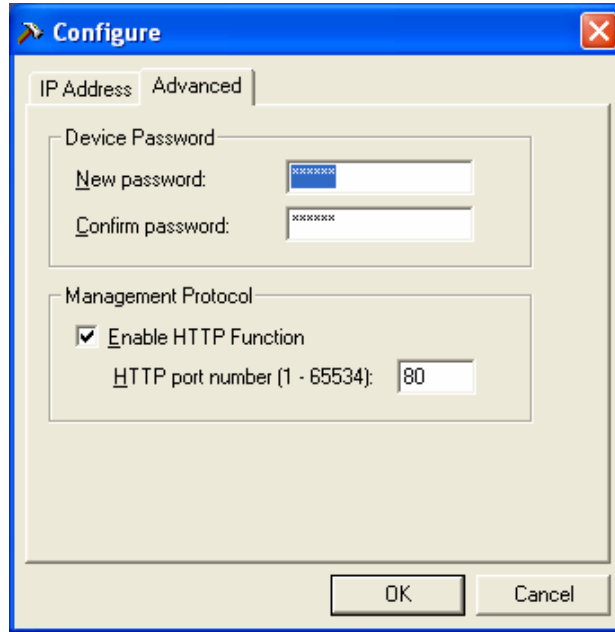 Configure
IP Address Advanced
Device Password
New password: ******
Confirm password: ******
Management Protocol
Enable HTTP Function
HTTP port number (1 - 65534): 80
OK Cancel